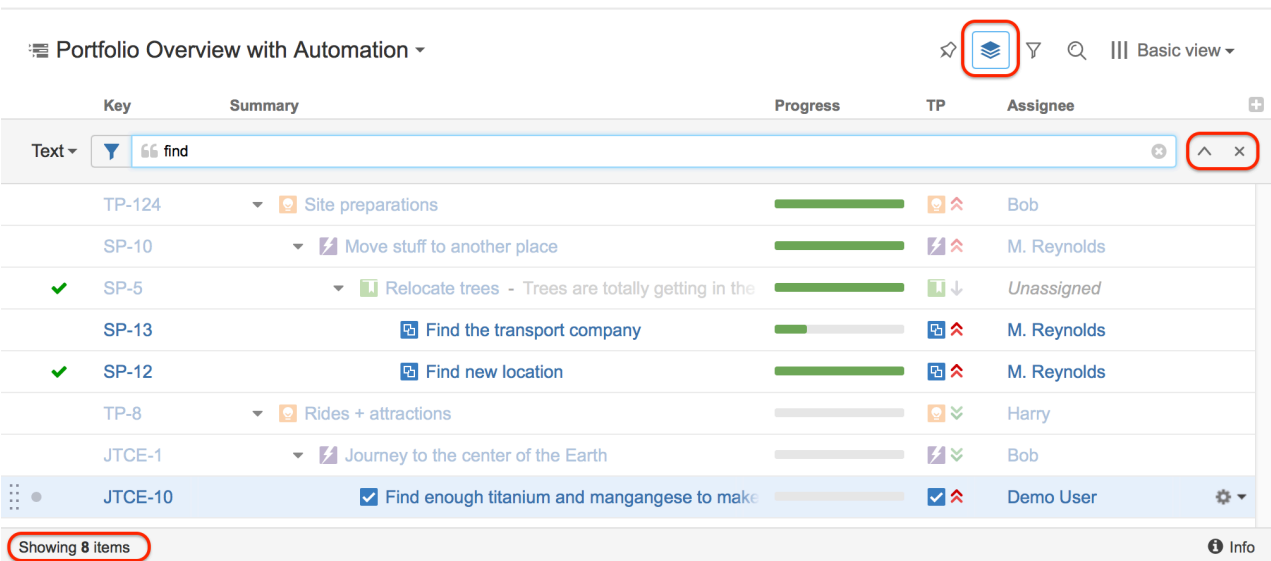 Portfolio Overview with Automation
Basic view
Key Summary Progress TP Assignee
Text find
TP-124 Site preparations Bob
SP-10 Move stuff to another place M. Reynolds
SP-5 Relocate trees - Trees are totally getting in the Unassigned
SP-13 Find the transport company M. Reynolds
SP-12 Find new location M. Reynolds
TP-8 Rides + attractions Harry
JTCE-1 Journey to the center of the Earth Bob
JTCE-10 Find enough titanium and mangangese to make Demo User
Showing 8 items Info